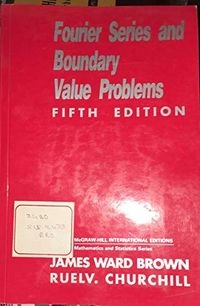 Fourier Series and
Boundary
Value Problems
FIFTH EDITION
McGRAW-HILL INTERNATIONAL EDITIONS
Mathematics and Statistics Series
JAMES WARD BROWN
RUEL V. CHURCHILL